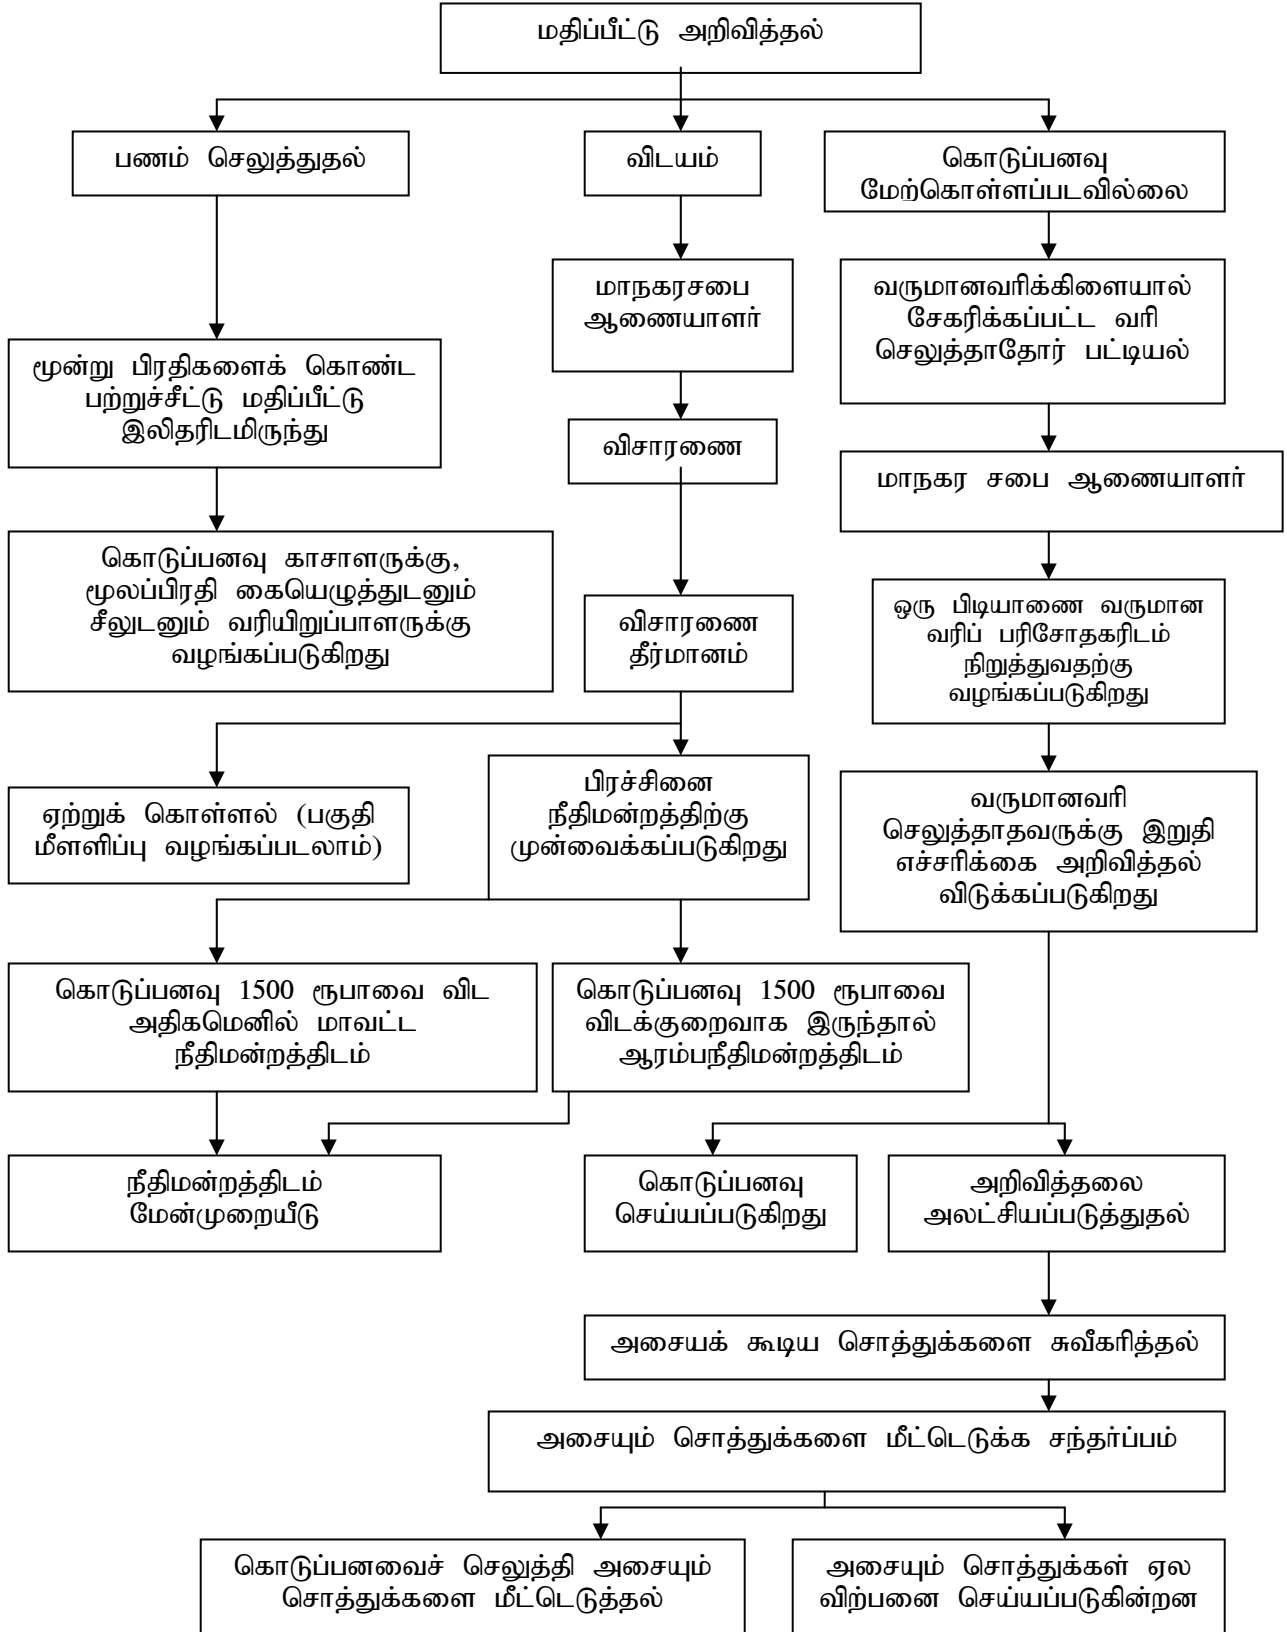 மதிப்பீட்டு அறிவித்தல்
பணம் செலுத்துதல்
விடயம்
கொடுப்பனவு
மேற்கொள்ளப்படவில்லை
மாநகரசபை
ஆணையாளர்
வருமானவரிக்கிளையால்
சேகரிக்கப்பட்ட வரி
செலுத்தாதோர் பட்டியல்
மூன்று பிரதிகளைக் கொண்ட
பற்றுச்சீட்டு மதிப்பீட்டு
இலிதரிடமிருந்து
விசாரணை
மாநகர சபை ஆணையாளர்
கொடுப்பனவு காசாளருக்கு,
மூலப்பிரதி கையெழுத்துடனும்
சீலுடனும் வரியிறுப்பாளருக்கு
வழங்கப்படுகிறது
விசாரணை
தீர்மானம்
ஒரு பிடியாணை வருமான
வரிப் பரிசோதகரிடம்
நிறுத்துவதற்கு
வழங்கப்படுகிறது
ஏற்றுக் கொள்ளல் (பகுதி
மீளளிப்பு வழங்கப்படலாம்)
பிரச்சினை
நீதிமன்றத்திற்கு
முன்வைக்கப்படுகிறது
வருமானவரி
செலுத்தாதவருக்கு இறுதி
எச்சரிக்கை அறிவித்தல்
விடுக்கப்படுகிறது
கொடுப்பனவு 1500 ரூபாவை விட
அதிகமெனில் மாவட்ட
நீதிமன்றத்திடம்
கொடுப்பனவு 1500 ரூபாவை
விடக்குறைவாக இருந்தால்
ஆரம்பநீதிமன்றத்திடம்
நீதிமன்றத்திடம்
மேன்முறையீடு
கொடுப்பனவு
செய்யப்படுகிறது
அறிவித்தலை
அலட்சியப்படுத்துதல்
அசையக் கூடிய சொத்துக்களை சுவீகரித்தல்
அசையும் சொத்துக்களை மீட்டெடுக்க சந்தர்ப்பம்
கொடுப்பனவைச் செலுத்தி அசையும்
சொத்துக்களை மீட்டெடுத்தல்
அசையும் சொத்துக்கள் ஏல
விற்பனை செய்யப்படுகின்றன